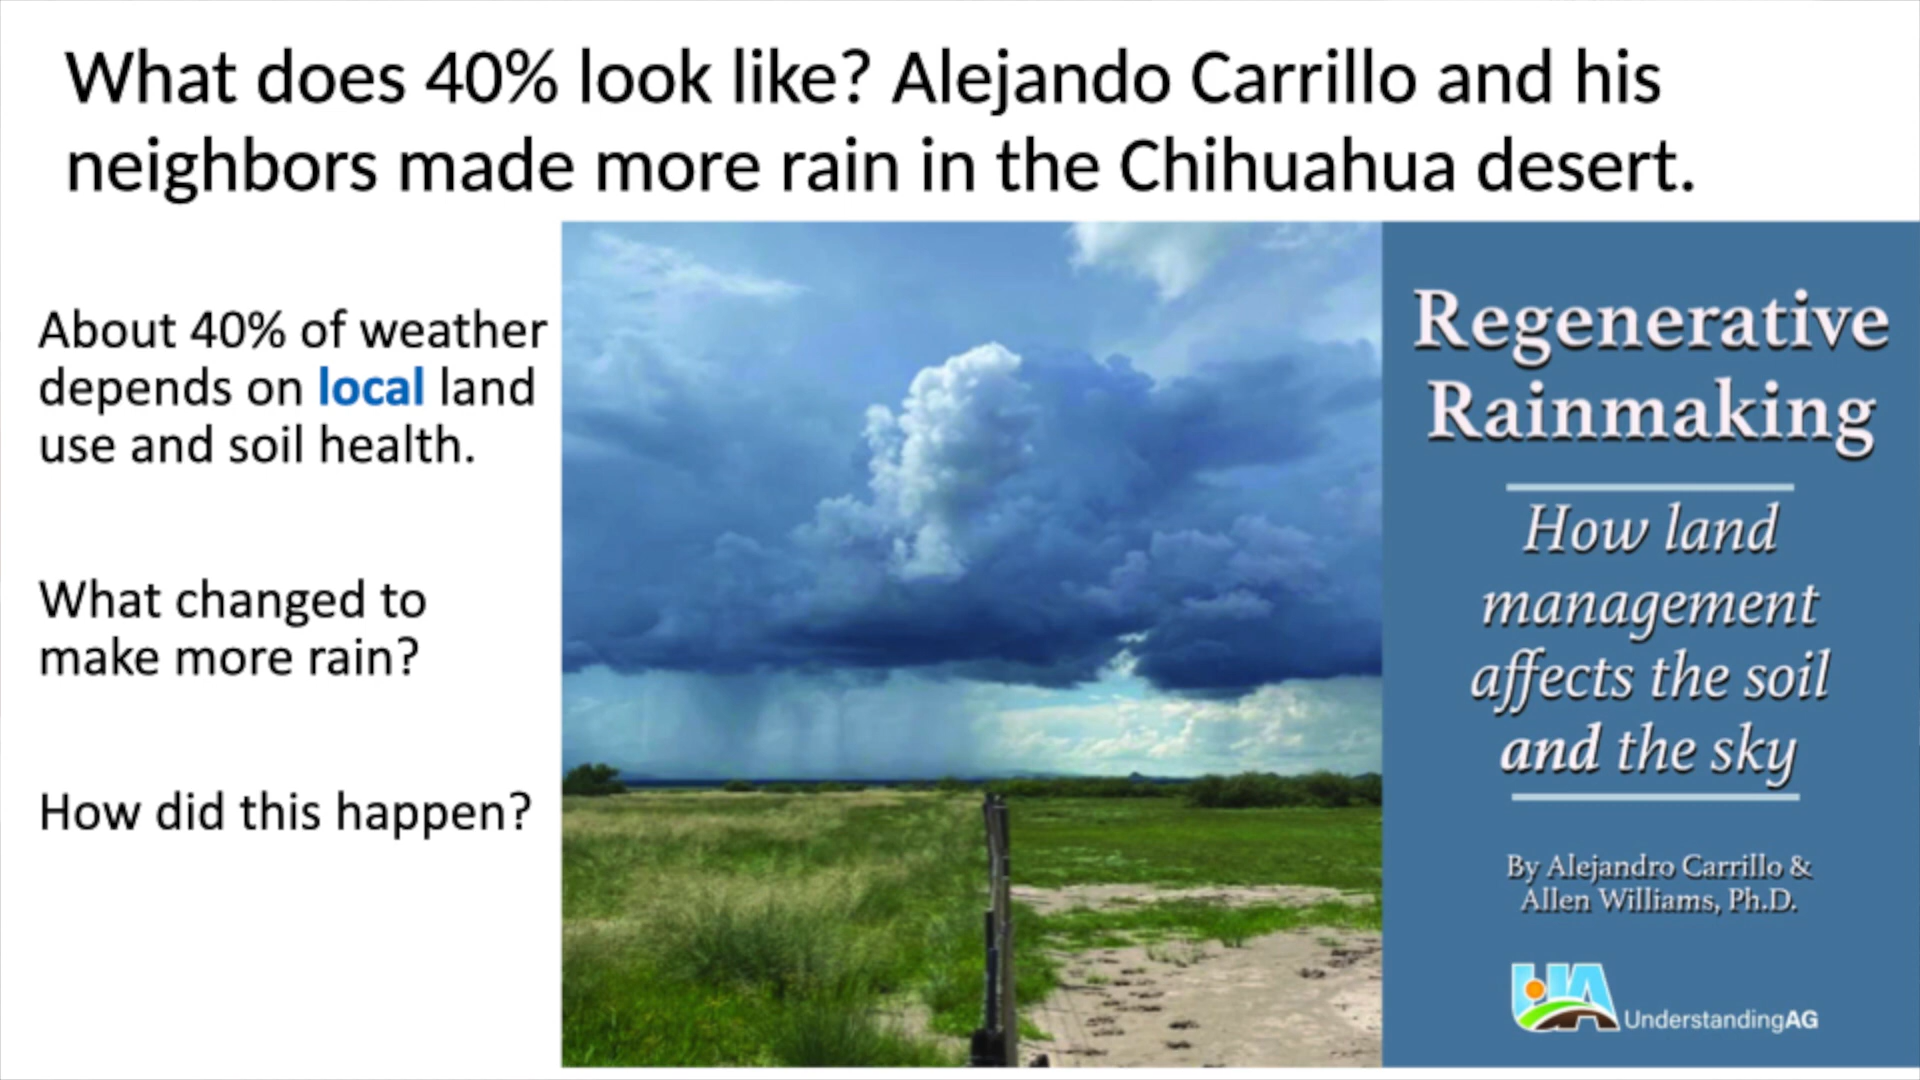 What does 40% look like? Alejando Carrillo and his
neighbors made more rain in the Chihuahua desert.
About 40% of weather
depends on local land
use and soil health.
What changed to
make more rain?
How did this happen?
Regenerative
Rainmaking
How land
management
affects the soil
and the sky
By Alejandro Carrillo &
Allen Williams, Ph.D.
UA
UnderstandingAG